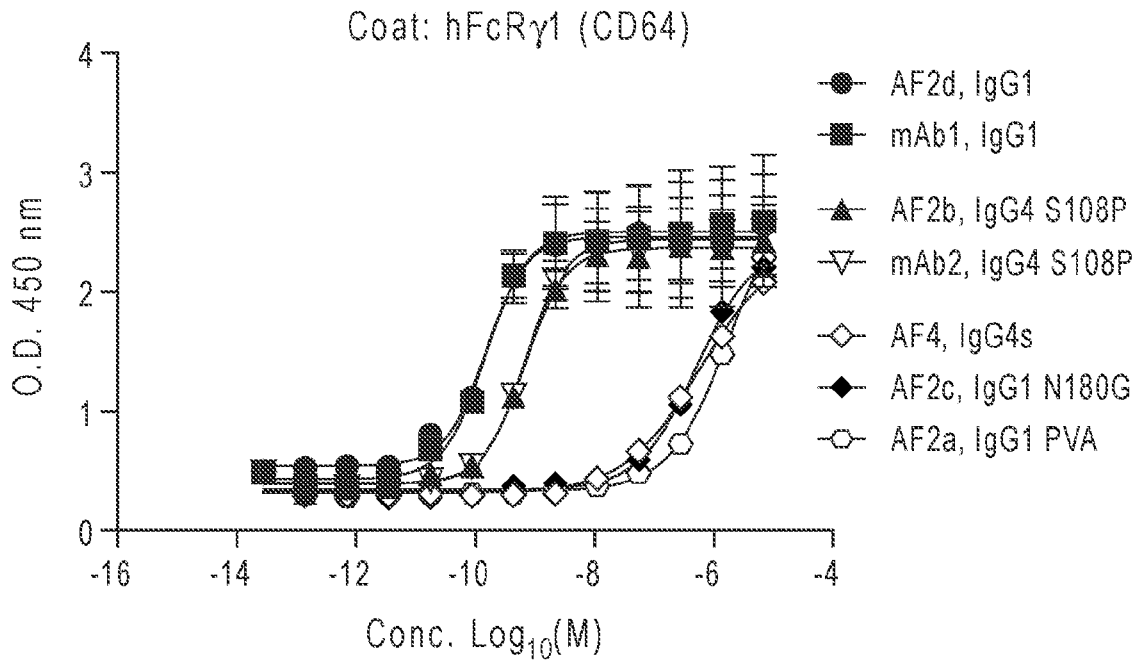 Coat: hFcRγ1 (CD64)
4
3
2
1
0
O.D. 450 nm
-16
-14
-12
-10
-8
-6
-4
Conc. Log10(M)
AF2d, IgG1
mAb1, IgG1
AF2b, IgG4 S108P
mAb2, IgG4 S108P
AF4, IgG4s
AF2c, IgG1 N180G
AF2a, IgG1 PVA